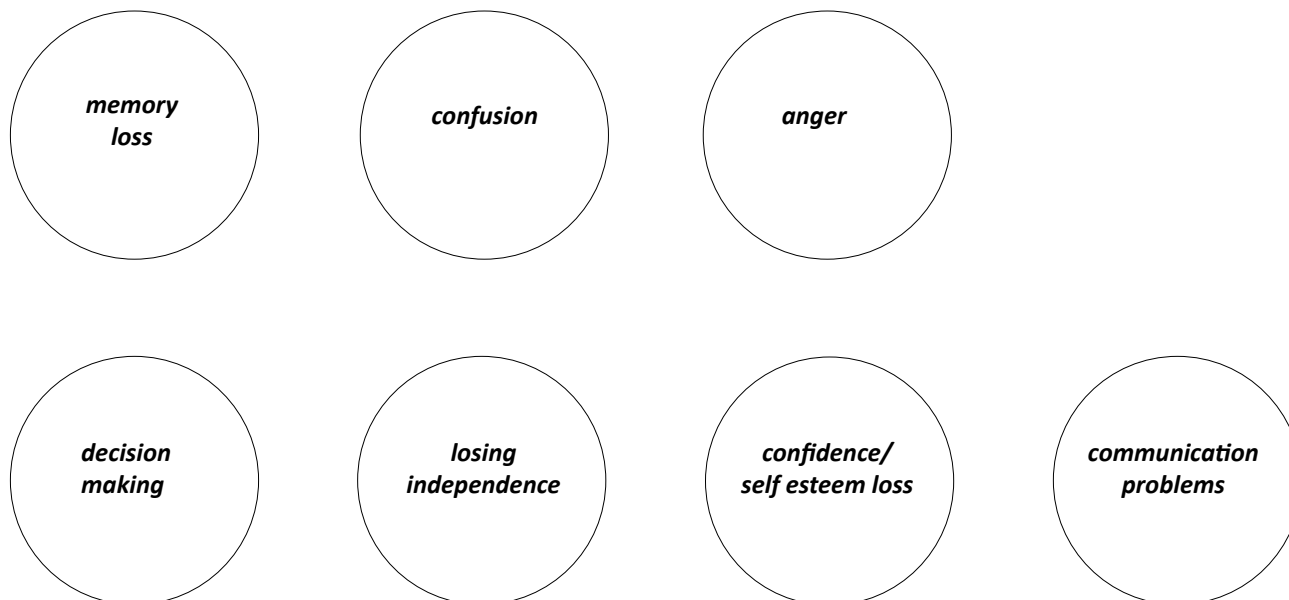 memory
loss
confusion
anger
decision
making
losing
independence
confidence/
self esteem loss
communication
problems